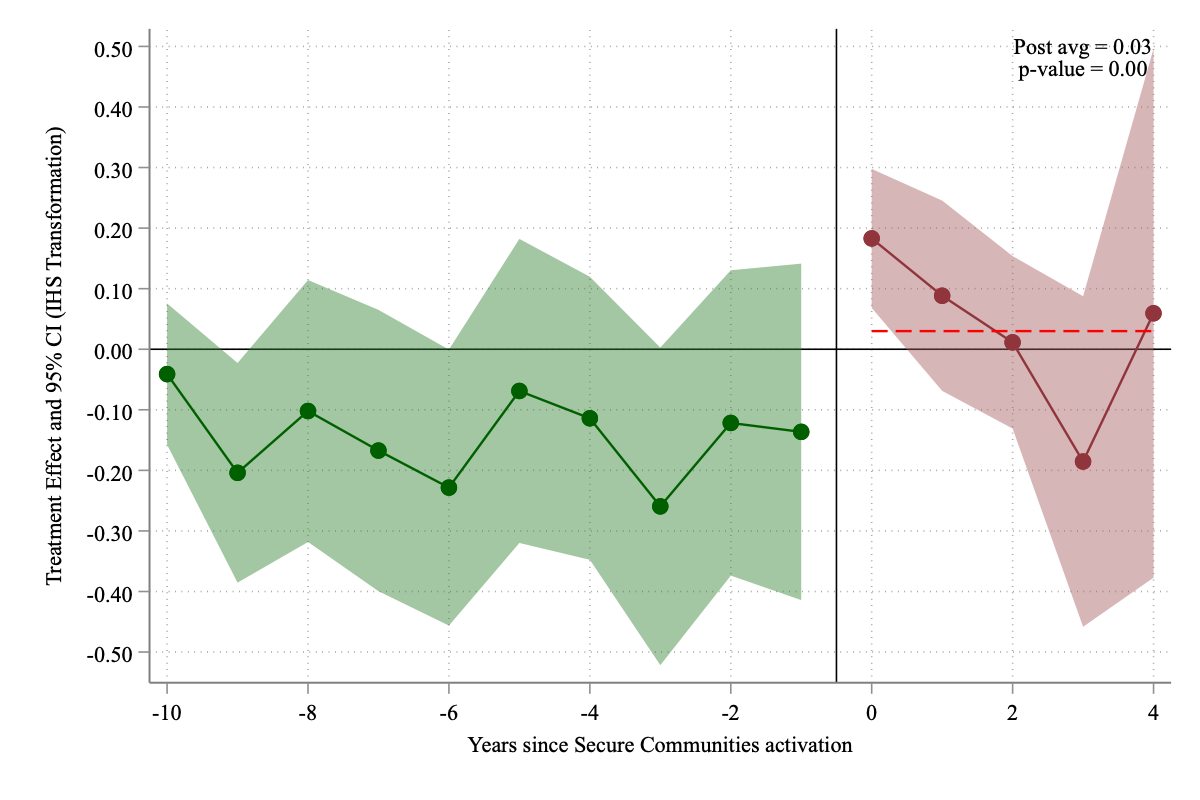 Post avg = 0.03
p-value = 0.00
0.50
0.40
0.30
0.20
0.10
0.00
-0.10
-0.20
-0.30
-0.40
-0.50
Treatment Effect and 95% CI (IHS Transformation)
-10 -8 -6 -4 -2 0 2 4
Years since Secure Communities activation